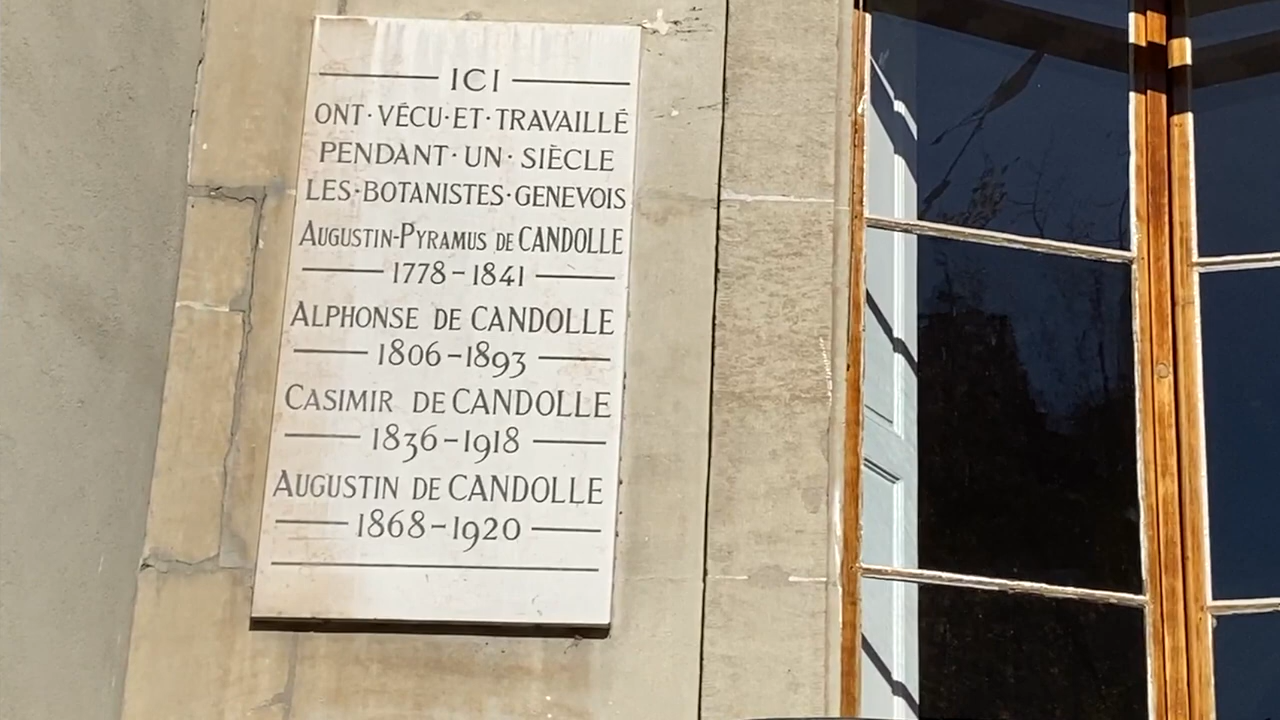 ICI
ONT·VÉCU·ET·TRAVAILLÉ
PENDANT·UN·SIÈCLE
LES·BOTANISTES·GENEVOIS
AUGUSTIN-PYRAMUS DE CANDOLLE
1778-1841
ALPHONSE DE CANDOLLE
1806-1893
CASIMIR DE CANDOLLE
1836-1918
AUGUSTIN DE CANDOLLE
1868-1920